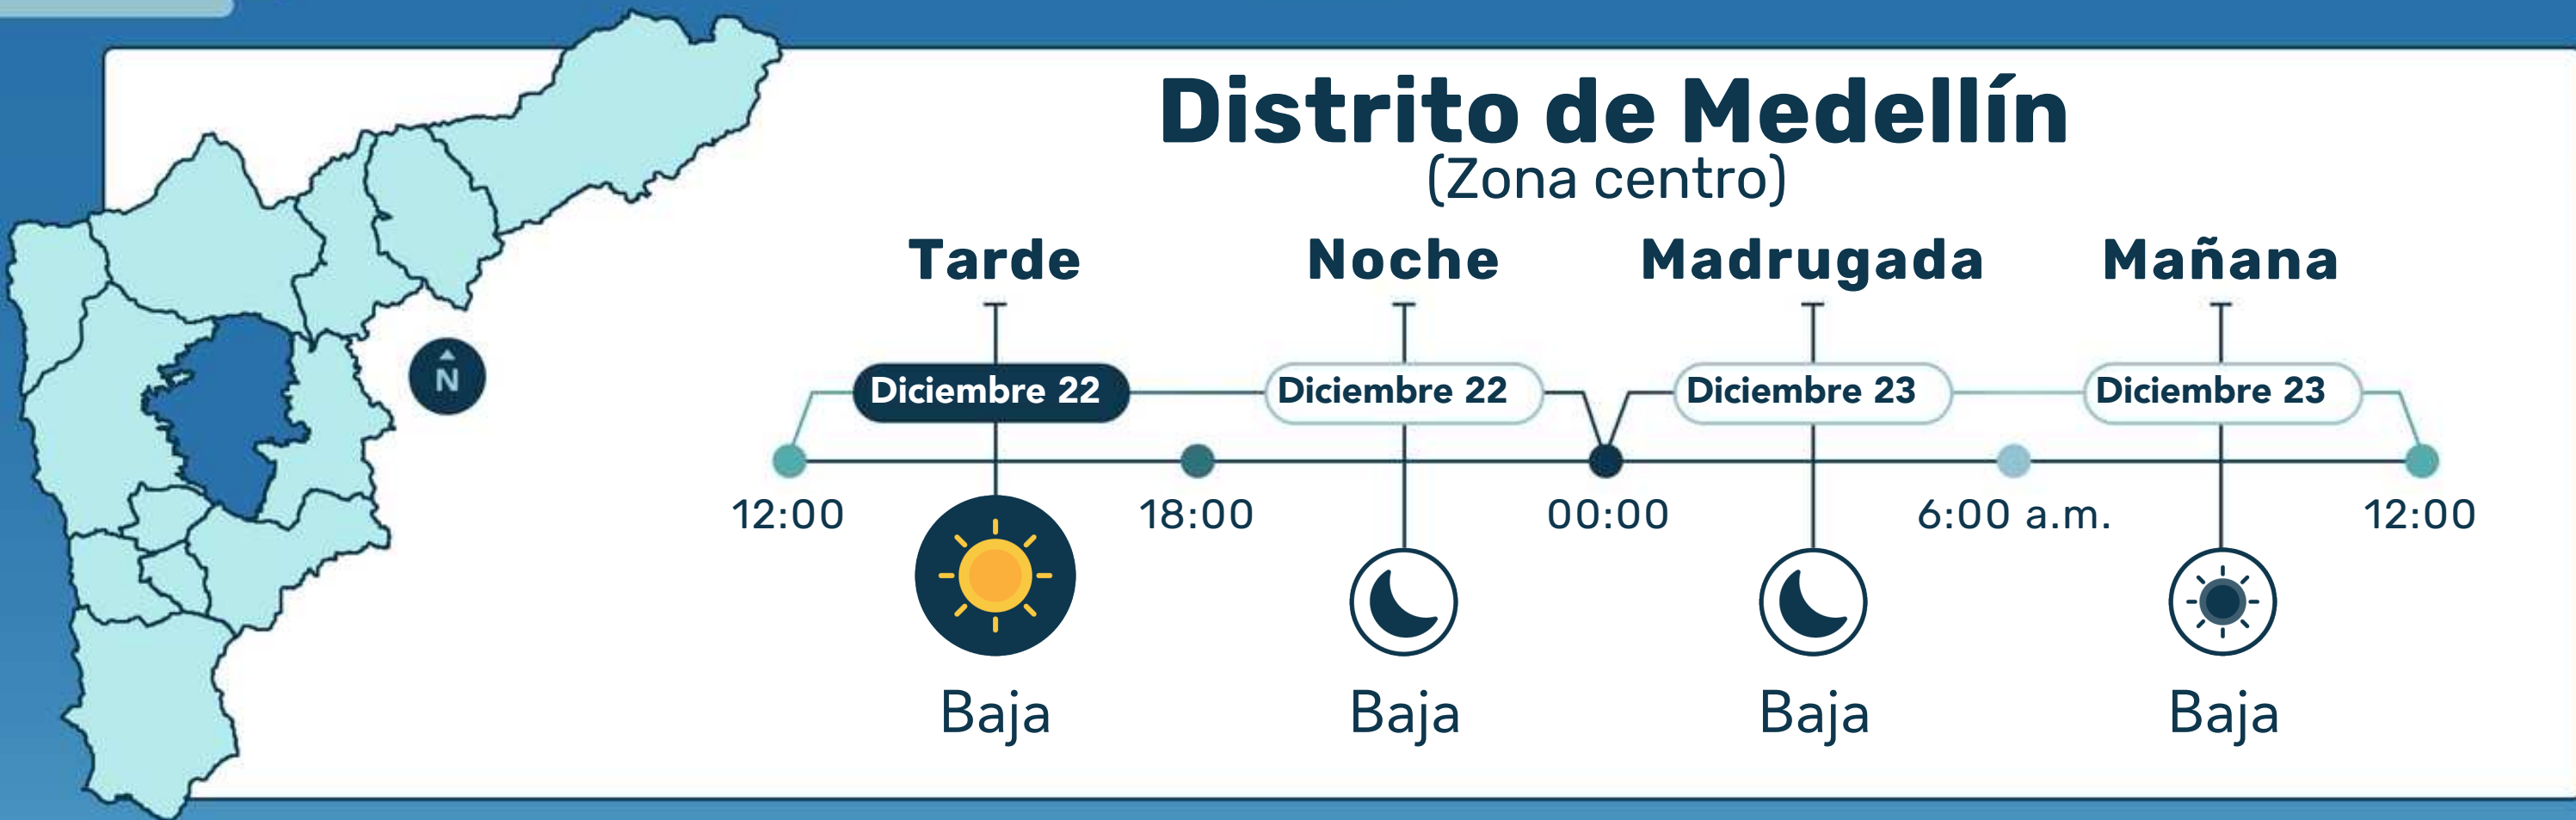 Distrito de Medellín
(Zona centro)
Tarde Noche Madrugada Mañana
N
Diciembre 22 Diciembre 22 Diciembre 23 Diciembre 23
12:00 18:00 00:00 6:00 a.m. 12:00
Baja Baja Baja Baja